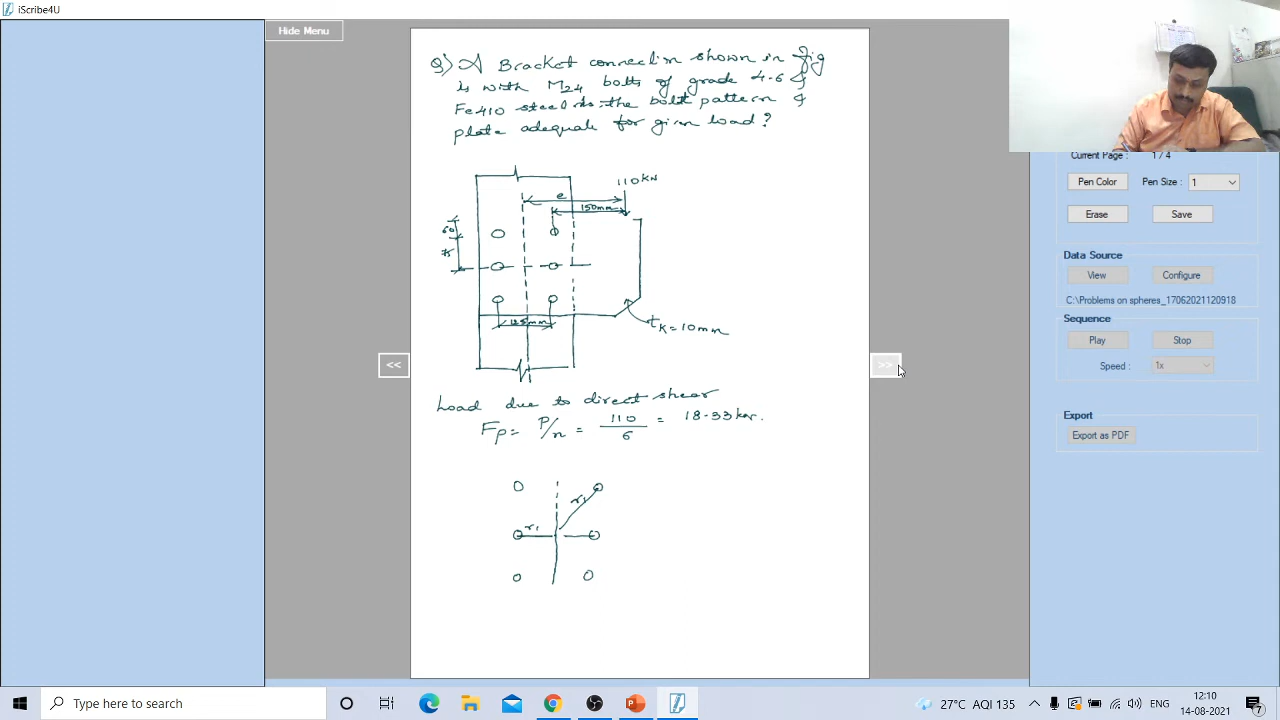 iScribe4U
Hide Menu
Q) A Bracket connection shown in fig
is with M24 bolts of grade 4.6 &
Fe410 steel is the bolt pattern &
plate adequate for given load?
110 kN
e
150mm
60
75
125mm
tk = 10mm
Load due to direct shear
Fp = P/n = 110/6 = 18.33 kN.
r1
r1
<<
>>
Current Page : 1 / 4
Pen Color Pen Size : 1
Erase Save
Data Source
View Configure
C:\Problems on spheres_17062021120918
Sequence
Play Stop
Speed : 1x
Export
Export as PDF
Type here to search
27°C AQI 135
ENG
12:10
14-08-2021
7